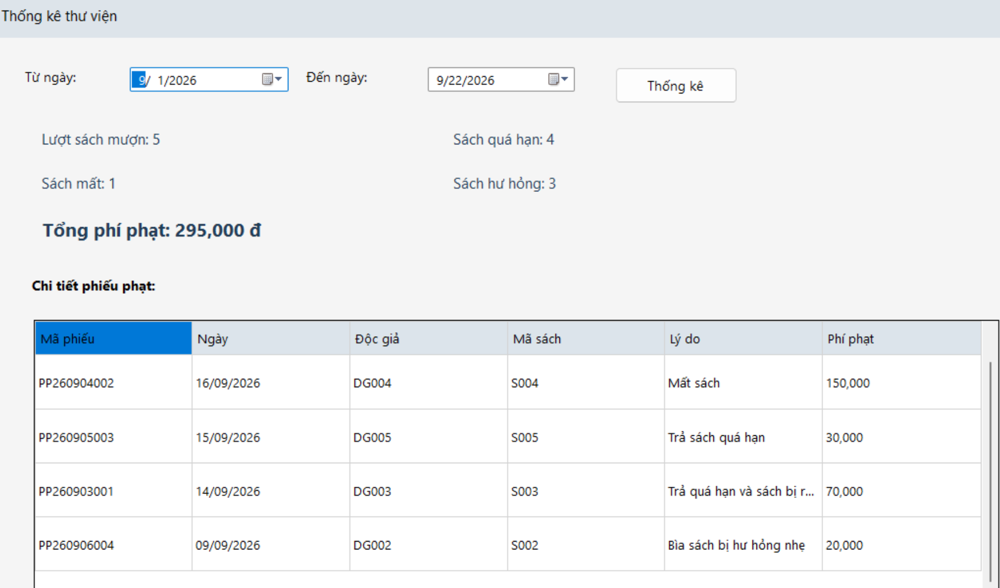 Thống kê thư viện
Từ ngày: 9/ 1/2026 Đến ngày: 9/22/2026 Thống kê
Lượt sách mượn: 5 Sách quá hạn: 4
Sách mất: 1 Sách hư hỏng: 3
Tổng phí phạt: 295,000 đ
Chi tiết phiếu phạt:
Mã phiếu Ngày Độc giả Mã sách Lý do Phí phạt
PP260904002 16/09/2026 DG004 S004 Mất sách 150,000
PP260905003 15/09/2026 DG005 S005 Trả sách quá hạn 30,000
PP260903001 14/09/2026 DG003 S003 Trả quá hạn và sách bị r... 70,000
PP260906004 09/09/2026 DG002 S002 Bìa sách bị hư hỏng nhẹ 20,000